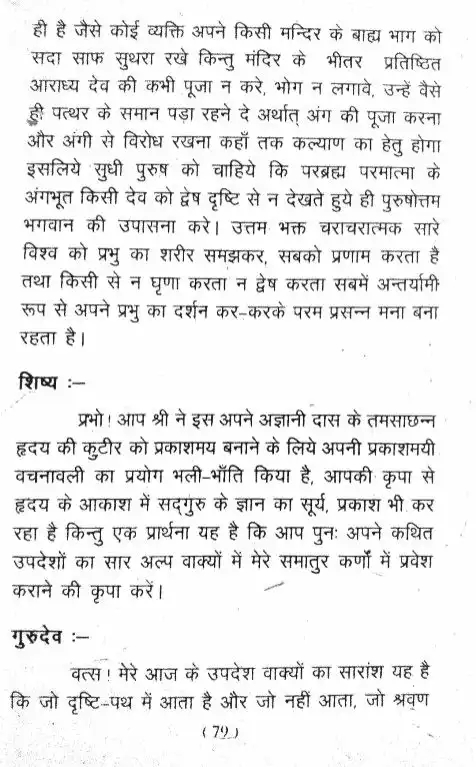 ही है जैसे कोई व्यक्ति अपने किसी मन्दिर के बाह्य भाग को
सदा साफ सुथरा रखे किन्तु मंदिर के भीतर प्रतिष्ठित
आराध्य देव की कभी पूजा न करे, भोग न लगावे, उन्हें वैसे
ही पत्थर के समान पड़ा रहने दे अर्थात् अंग की पूजा करना
और अंगी से विरोध रखना कहाँ तक कल्याण का हेतु होगा
इसलिये सुधी पुरुष को चाहिये कि परब्रह्म परमात्मा के
अंगभूत किसी देव को द्वेष दृष्टि से न देखते हुये ही पुरुषोत्तम
भगवान की उपासना करे। उत्तम भक्त चराचरात्मक सारे
विश्व को प्रभु का शरीर समझकर, सबको प्रणाम करता है
तथा किसी से न घृणा करता न द्वेष करता सबमें अन्तर्यामी
रूप से अपने प्रभु का दर्शन कर-करके परम प्रसन्न मना बना
रहता है।
शिष्य :–
प्रभो! आप श्री ने इस अपने अज्ञानी दास के तमसाछन्न
हृदय की कुटीर को प्रकाशमय बनाने के लिये अपनी प्रकाशमयी
वचनावली का प्रयोग भली-भाँति किया है, आपकी कृपा से
हृदय के आकाश में सद्गुरु के ज्ञान का सूर्य, प्रकाश भी कर
रहा है किन्तु एक प्रार्थना यह है कि आप पुनः अपने कथित
उपदेशों का सार अल्प वाक्यों में मेरे समातुर कर्णों में प्रवेश
कराने की कृपा करें।
गुरुदेव :–
वत्स! मेरे आज के उपदेश वाक्यों का सारांश यह है
कि जो दृष्टि-पथ में आता है और जो नहीं आता, जो श्रवण
(79)